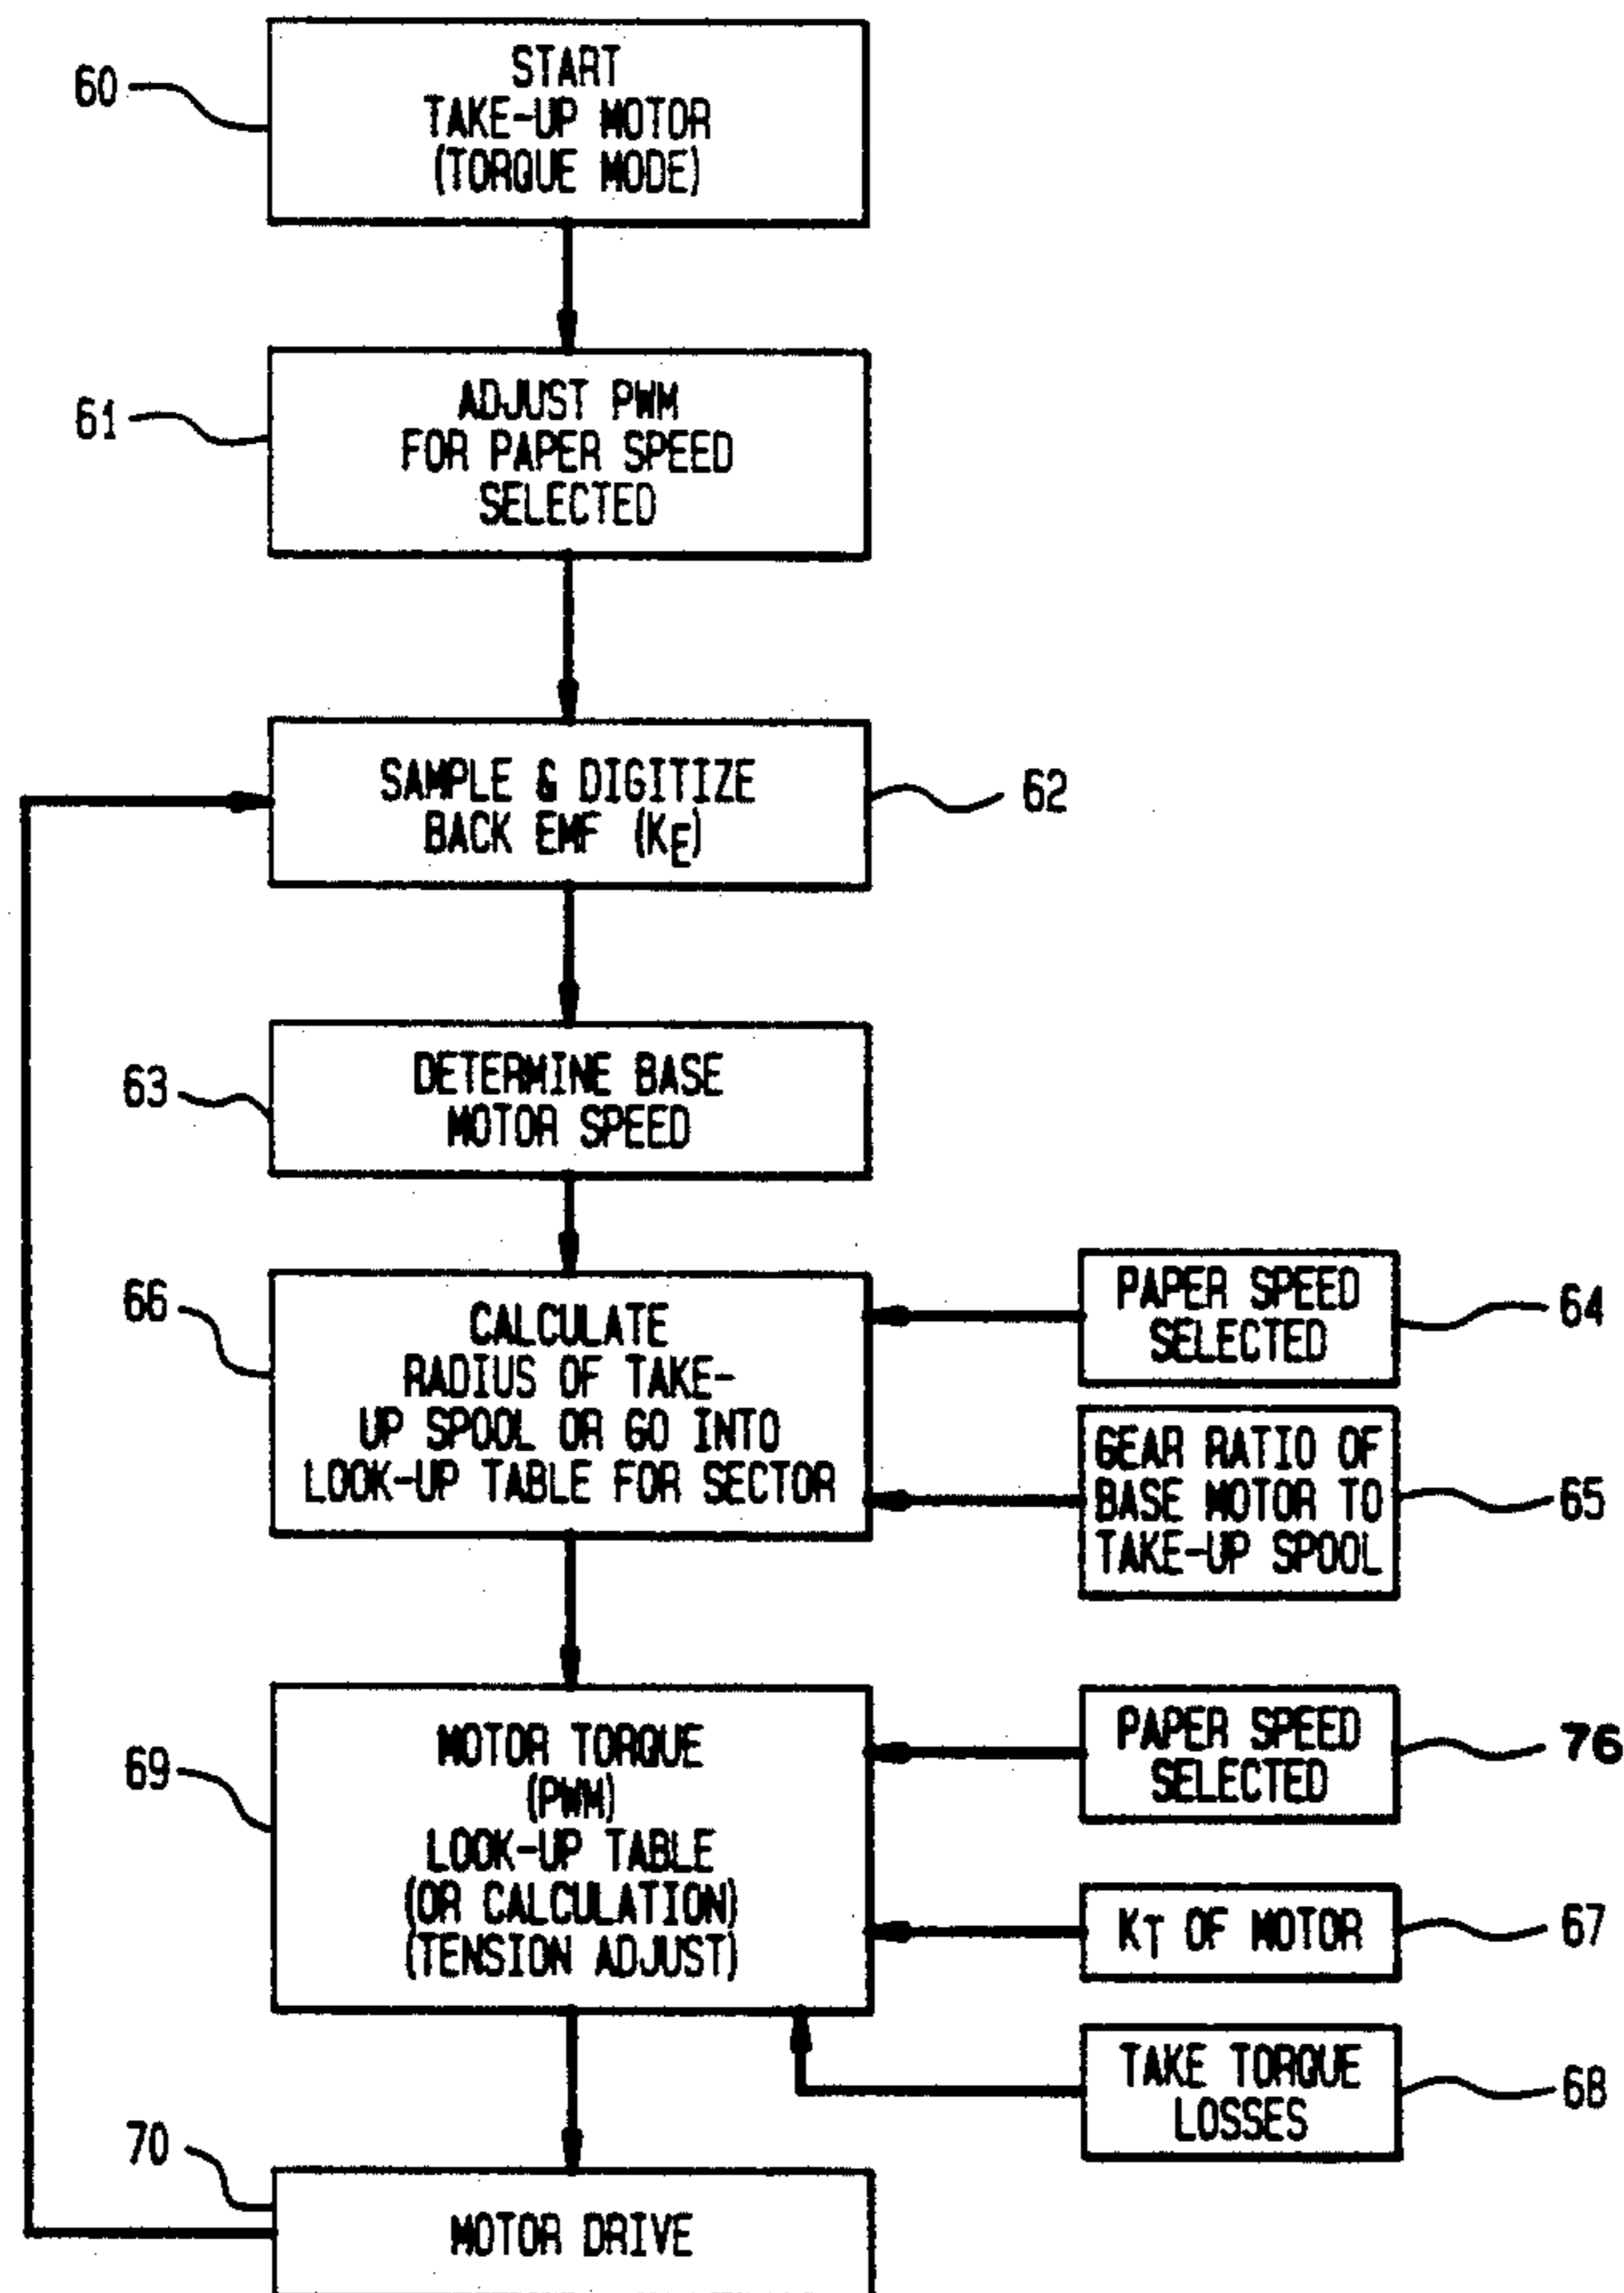 60
START
TAKE-UP MOTOR
(TORQUE MODE)
61
ADJUST PWM
FOR PAPER SPEED
SELECTED
SAMPLE & DIGITIZE
BACK EMF (KE)
62
63
DETERMINE BASE
MOTOR SPEED
66
CALCULATE
RADIUS OF TAKE-
UP SPOOL OR GO INTO
LOOK-UP TABLE FOR SECTOR
PAPER SPEED
SELECTED
64
GEAR RATIO OF
BASE MOTOR TO
TAKE-UP SPOOL
65
69
MOTOR TORQUE
(PWM)
LOOK-UP TABLE
(OR CALCULATION)
(TENSION ADJUST)
PAPER SPEED
SELECTED
76
KT OF MOTOR
67
TAKE TORQUE
LOSSES
68
70
MOTOR DRIVE